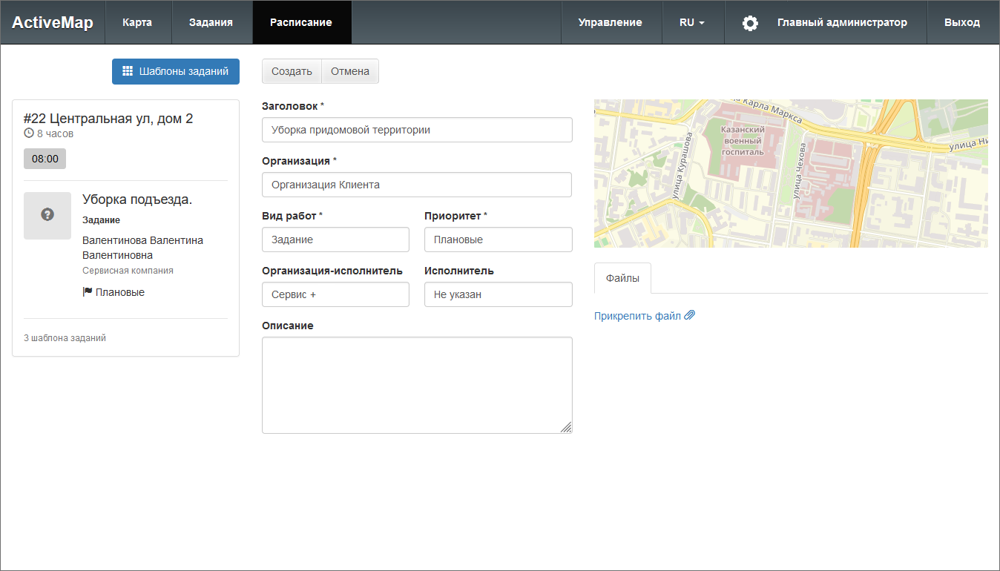 ActiveMap
Карта
Задания
Расписание
Управление
RU
Главный администратор
Выход
Шаблоны заданий
#22 Центральная ул, дом 2
8 часов
08:00
Уборка подъезда.
Задание
Валентинова Валентина
Валентиновна
Сервисная компания
Плановые
3 шаблона заданий
Создать
Отмена
Заголовок *
Уборка придомовой территории
Организация *
Организация Клиента
Вид работ *
Приоритет *
Задание
Плановые
Организация-исполнитель
Исполнитель
Сервис +
Не указан
Описание
ца Карла Маркса
Казанский
военный
госпиталь
улица Курашова
улица Чехова
улица Ни
Файлы
Прикрепить файл